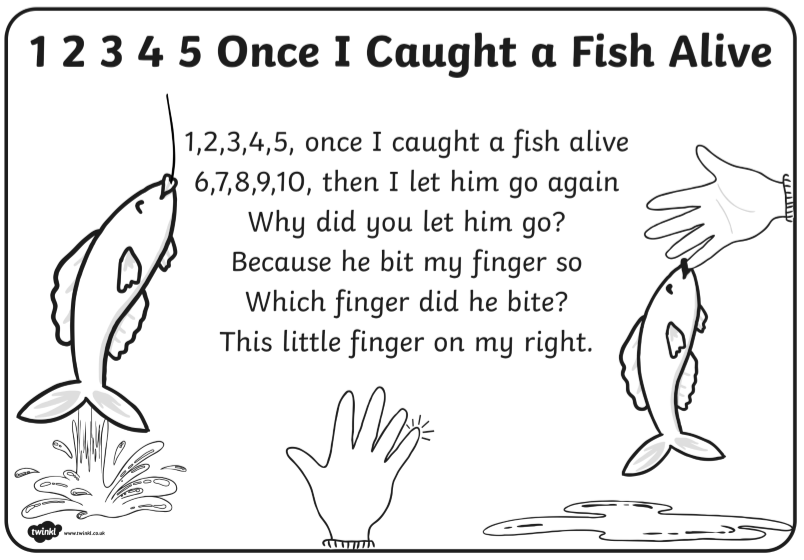 1 2 3 4 5 Once I Caught a Fish Alive
1,2,3,4,5, once I caught a fish alive
6,7,8,9,10, then I let him go again
Why did you let him go?
Because he bit my finger so
Which finger did he bite?
This little finger on my right.
twinkl www.twinkl.co.uk